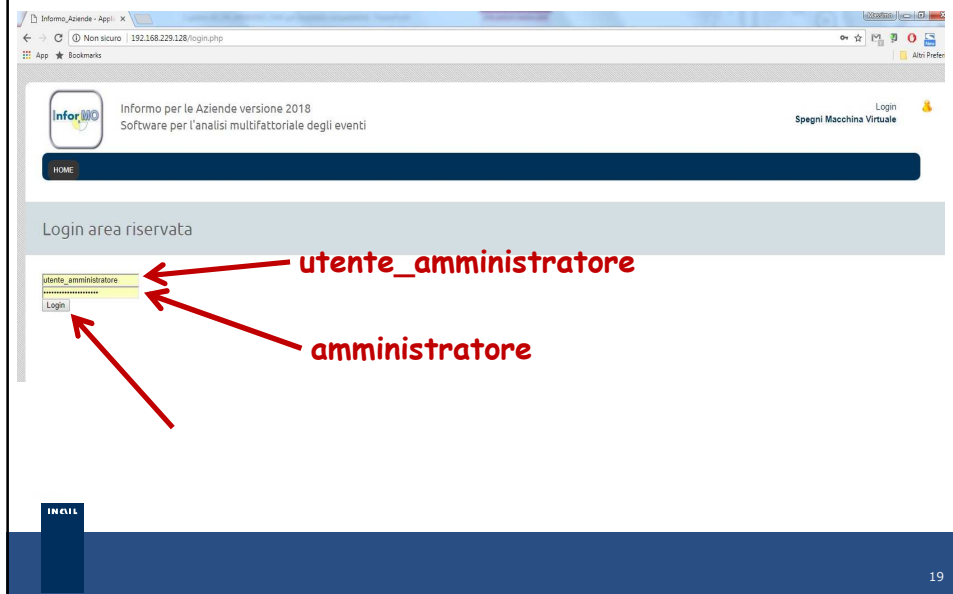 Informo_Aziende - Appli
Non sicuro | 192.168.229.128/login.php
App Bookmarks
Altri Prefer
Infor.MO
Informo per le Aziende versione 2018
Software per l'analisi multifattoriale degli eventi
Login
Spegni Macchina Virtuale
HOME
Login area riservata
utente_amministratore
utente_amministratore
Login
amministratore
19